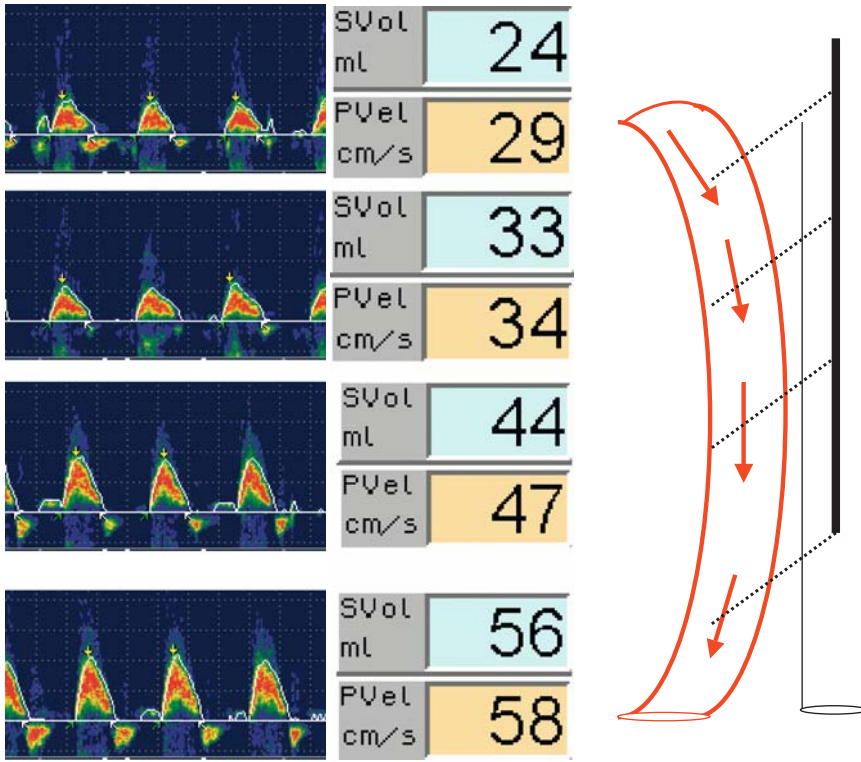 SVol
ml
24
PVel
cm/s
29
SVol
ml
33
PVel
cm/s
34
SVol
ml
44
PVel
cm/s
47
SVol
ml
56
PVel
cm/s
58